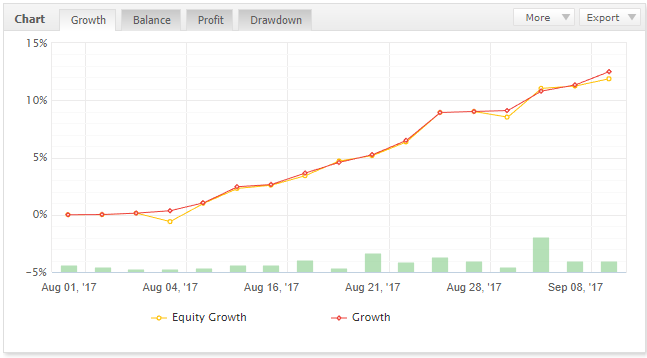 Chart Growth Balance Profit Drawdown More Export
15%
10%
5%
0%
-5%
Aug 01, '17 Aug 04, '17 Aug 16, '17 Aug 21, '17 Aug 28, '17 Sep 08, '17
Equity Growth Growth